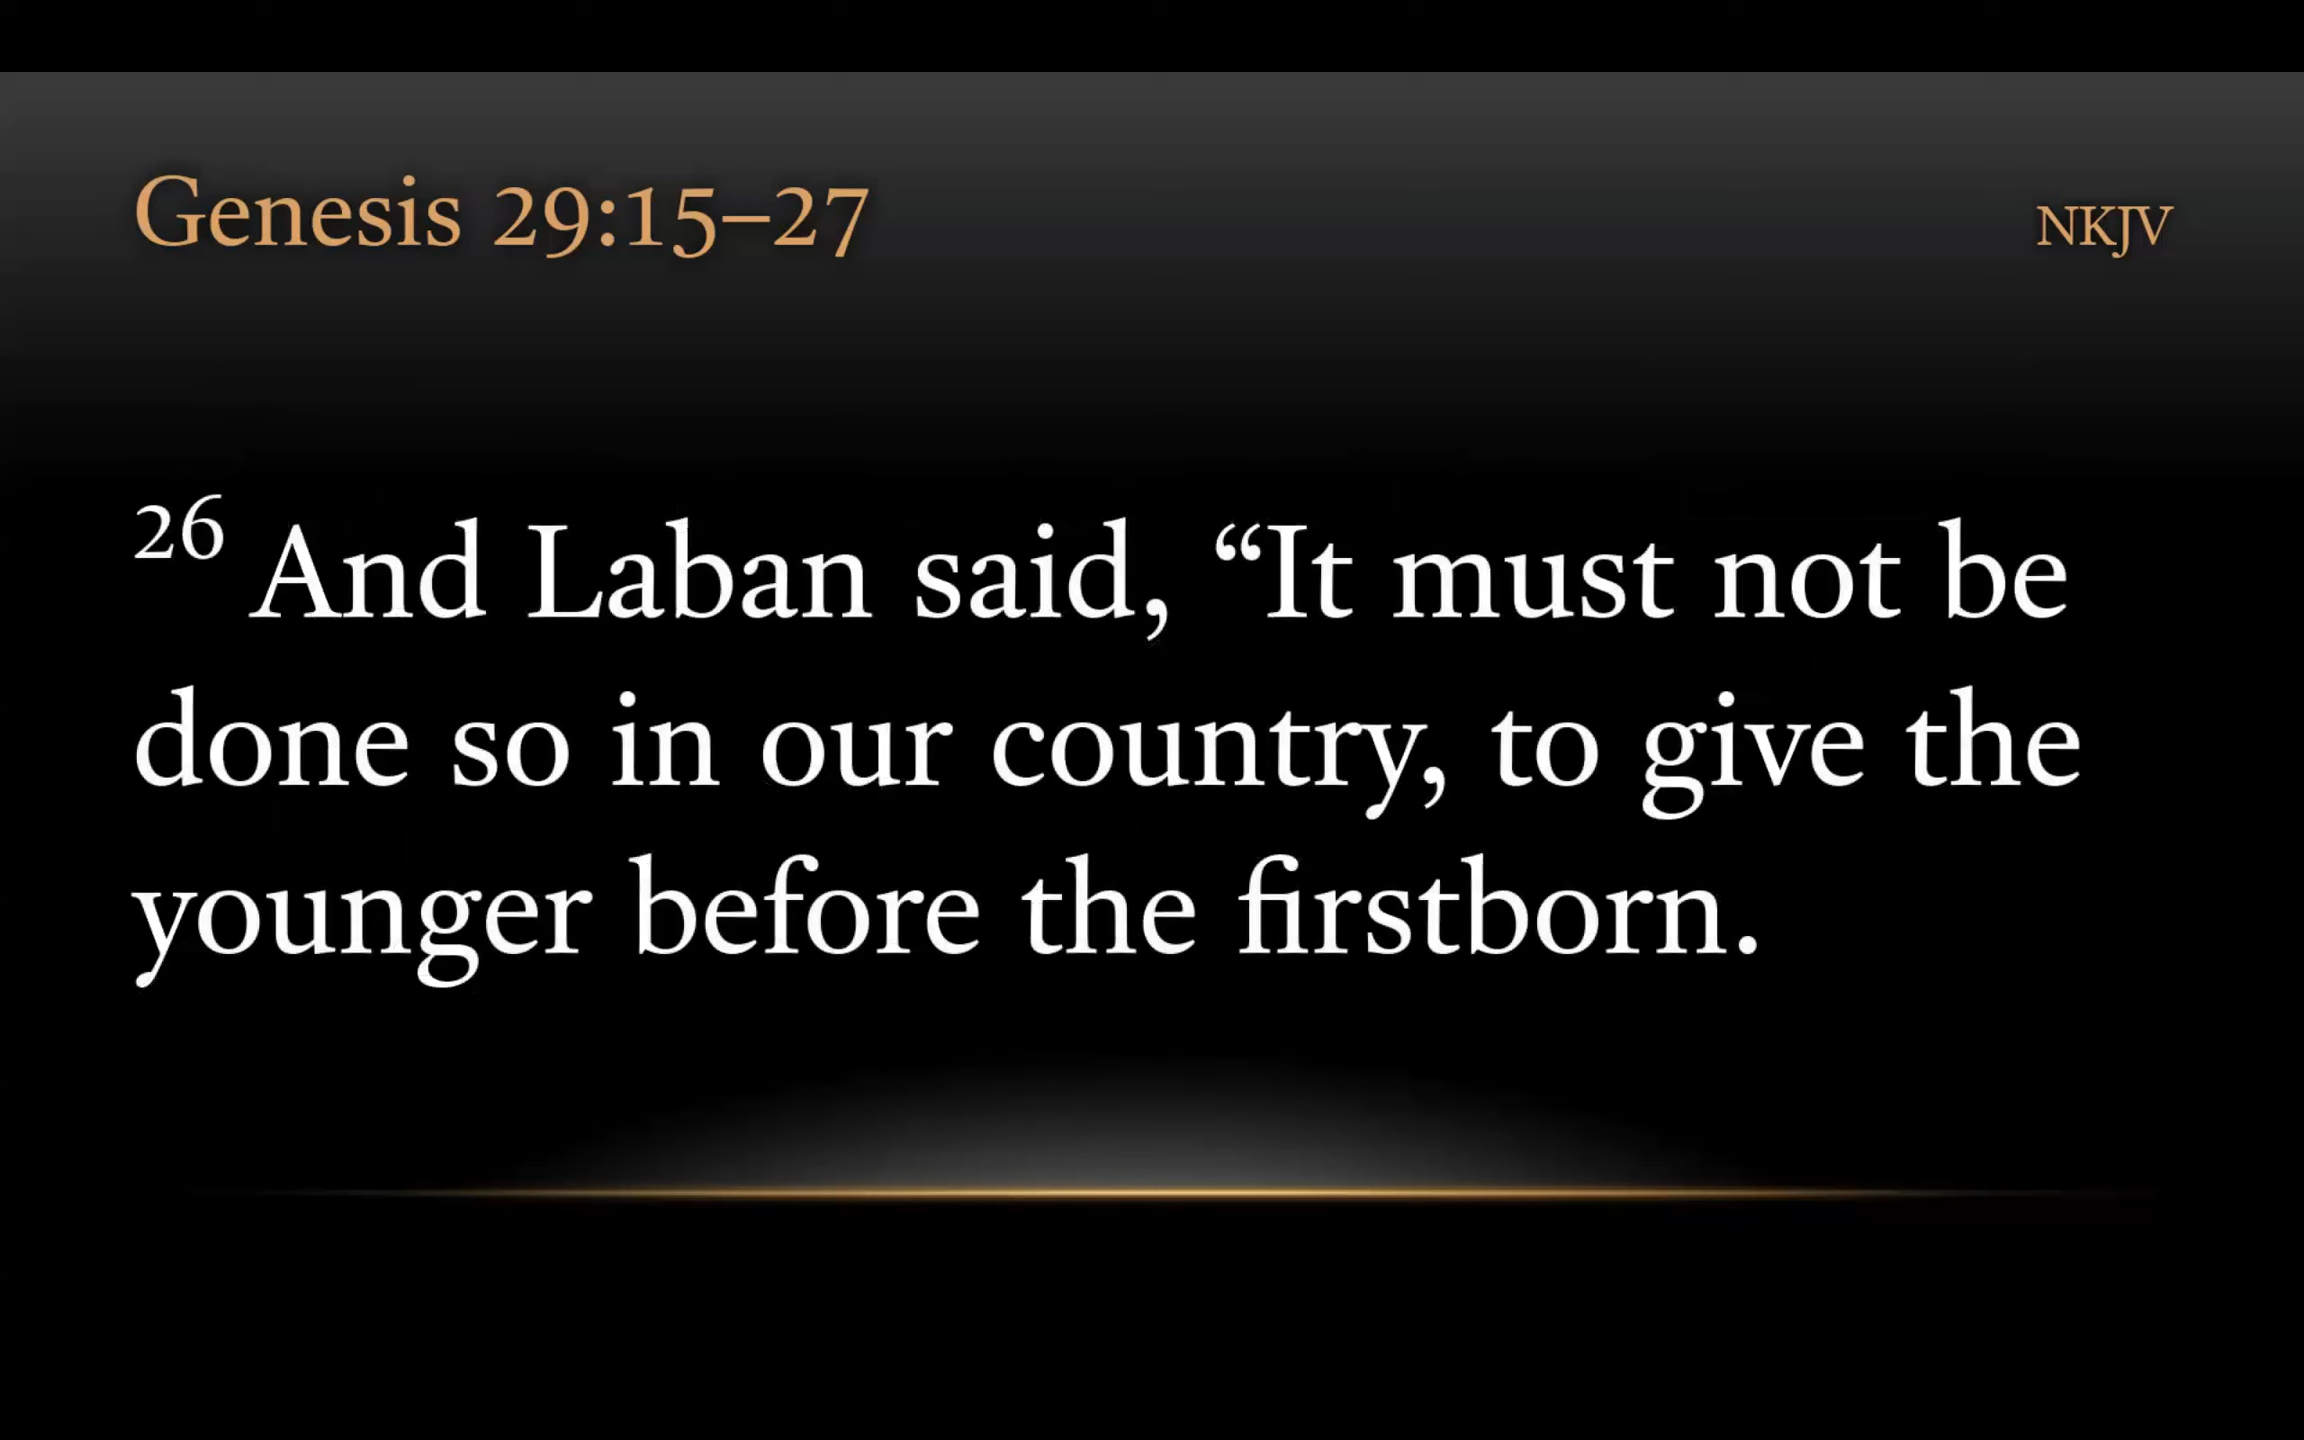 Genesis 29:15–27
NKJV
26 And Laban said, “It must not be
done so in our country, to give the
younger before the firstborn.